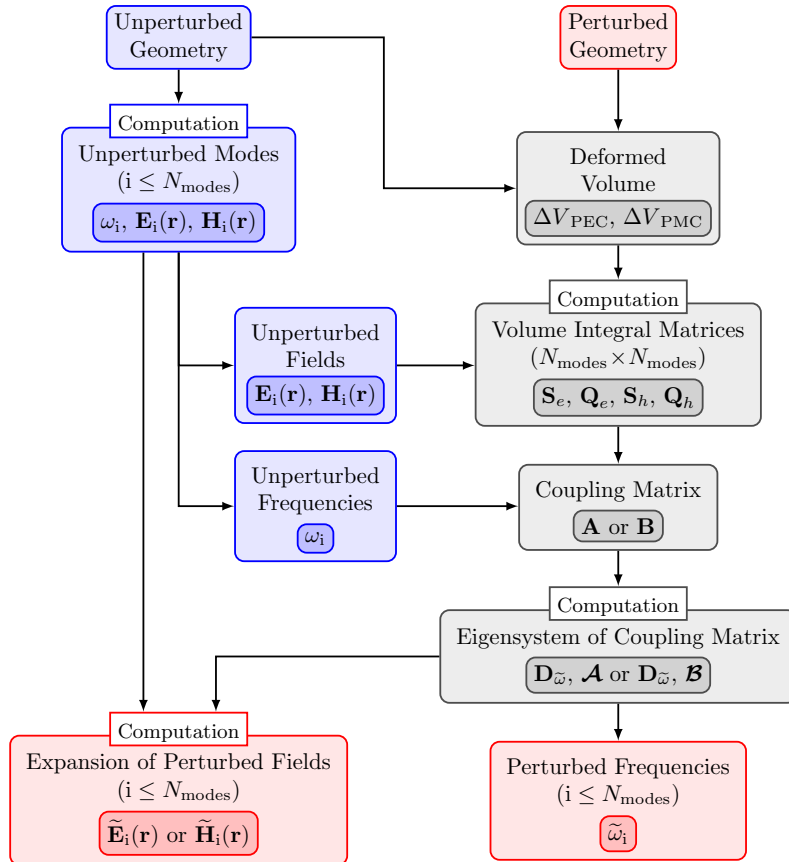 Unperturbed
Geometry
Perturbed
Geometry
Computation
Unperturbed Modes
(i ≤ N_modes)
ω_i, E_i(r), H_i(r)
Deformed
Volume
ΔV_PEC, ΔV_PMC
Unperturbed
Fields
E_i(r), H_i(r)
Computation
Volume Integral Matrices
(N_modes × N_modes)
S_e, Q_e, S_h, Q_h
Unperturbed
Frequencies
ω_i
Coupling Matrix
A or B
Computation
Eigensystem of Coupling Matrix
D_ω̃, 𝓐 or D_ω̃, 𝓑
Computation
Expansion of Perturbed Fields
(i ≤ N_modes)
Ẽ_i(r) or H̃_i(r)
Perturbed Frequencies
(i ≤ N_modes)
ω̃_i